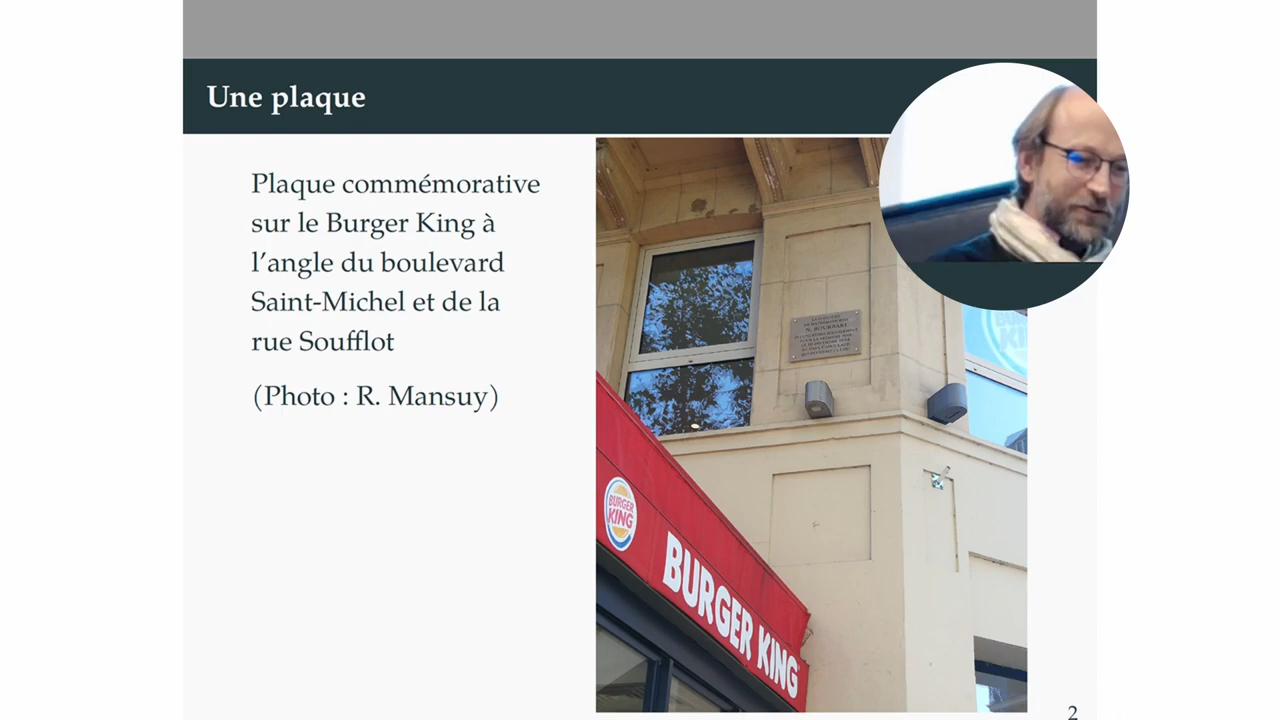 Une plaque
Plaque commémorative
sur le Burger King à
l’angle du boulevard
Saint-Michel et de la
rue Soufflot
(Photo : R. Mansuy)
N. BOURBAKI
BURGER
KING
BURGER KING
2